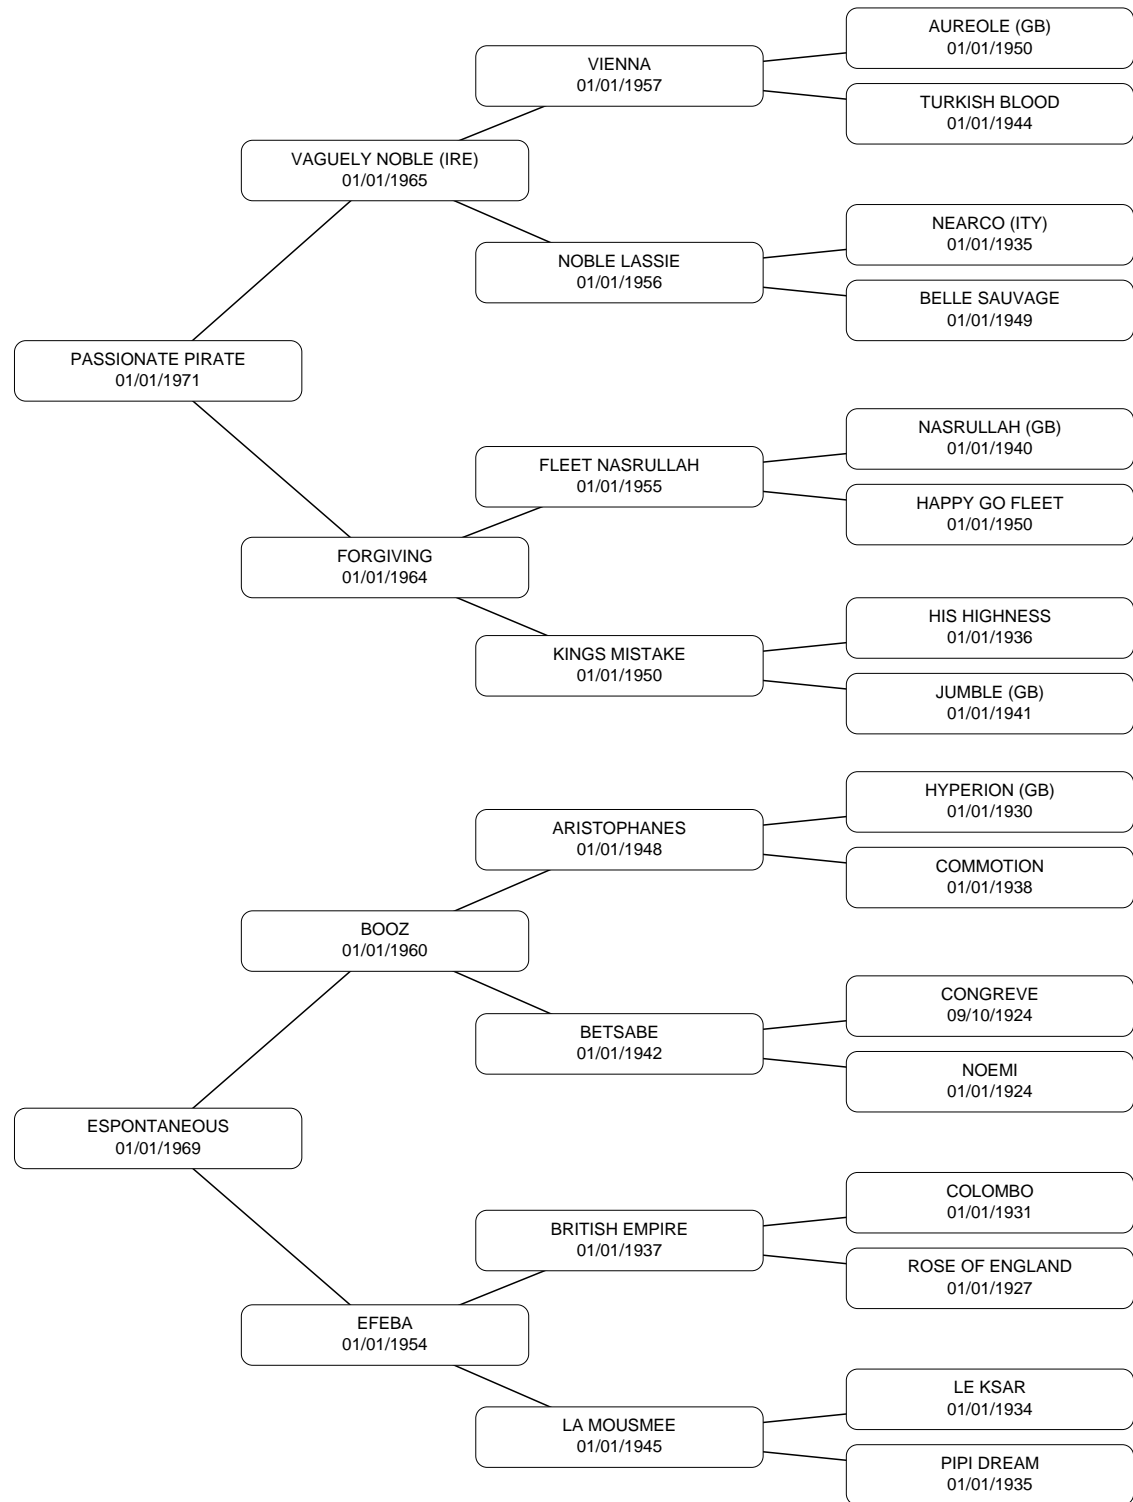 AUREOLE (GB)
01/01/1950
VIENNA
01/01/1957
TURKISH BLOOD
01/01/1944
VAGUELY NOBLE (IRE)
01/01/1965
NEARCO (ITY)
01/01/1935
NOBLE LASSIE
01/01/1956
BELLE SAUVAGE
01/01/1949
PASSIONATE PIRATE
01/01/1971
NASRULLAH (GB)
01/01/1940
FLEET NASRULLAH
01/01/1955
HAPPY GO FLEET
01/01/1950
FORGIVING
01/01/1964
HIS HIGHNESS
01/01/1936
KINGS MISTAKE
01/01/1950
JUMBLE (GB)
01/01/1941
HYPERION (GB)
01/01/1930
ARISTOPHANES
01/01/1948
COMMOTION
01/01/1938
BOOZ
01/01/1960
CONGREVE
09/10/1924
BETSABE
01/01/1942
NOEMI
01/01/1924
ESPONTANEOUS
01/01/1969
COLOMBO
01/01/1931
BRITISH EMPIRE
01/01/1937
ROSE OF ENGLAND
01/01/1927
EFEBA
01/01/1954
LE KSAR
01/01/1934
LA MOUSMEE
01/01/1945
PIPI DREAM
01/01/1935